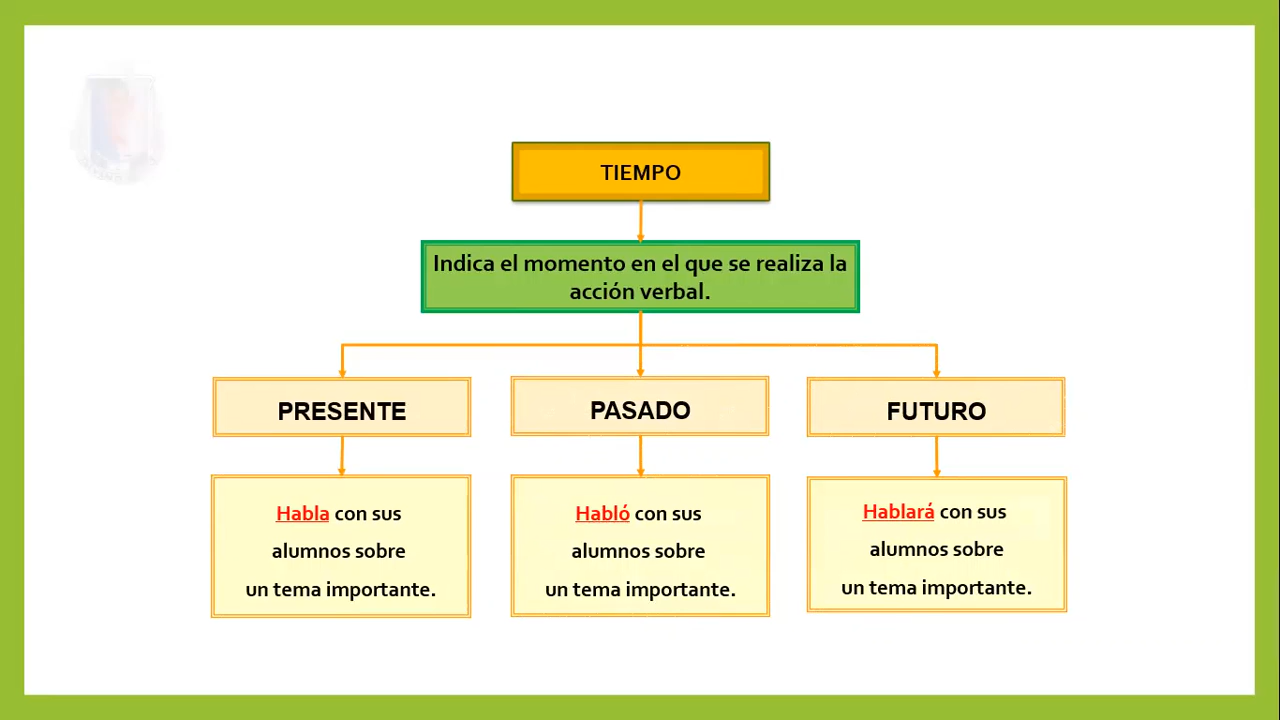 TIEMPO
Indica el momento en el que se realiza la
acción verbal.
PRESENTE
PASADO
FUTURO
Habla con sus
alumnos sobre
un tema importante.
Habló con sus
alumnos sobre
un tema importante.
Hablará con sus
alumnos sobre
un tema importante.